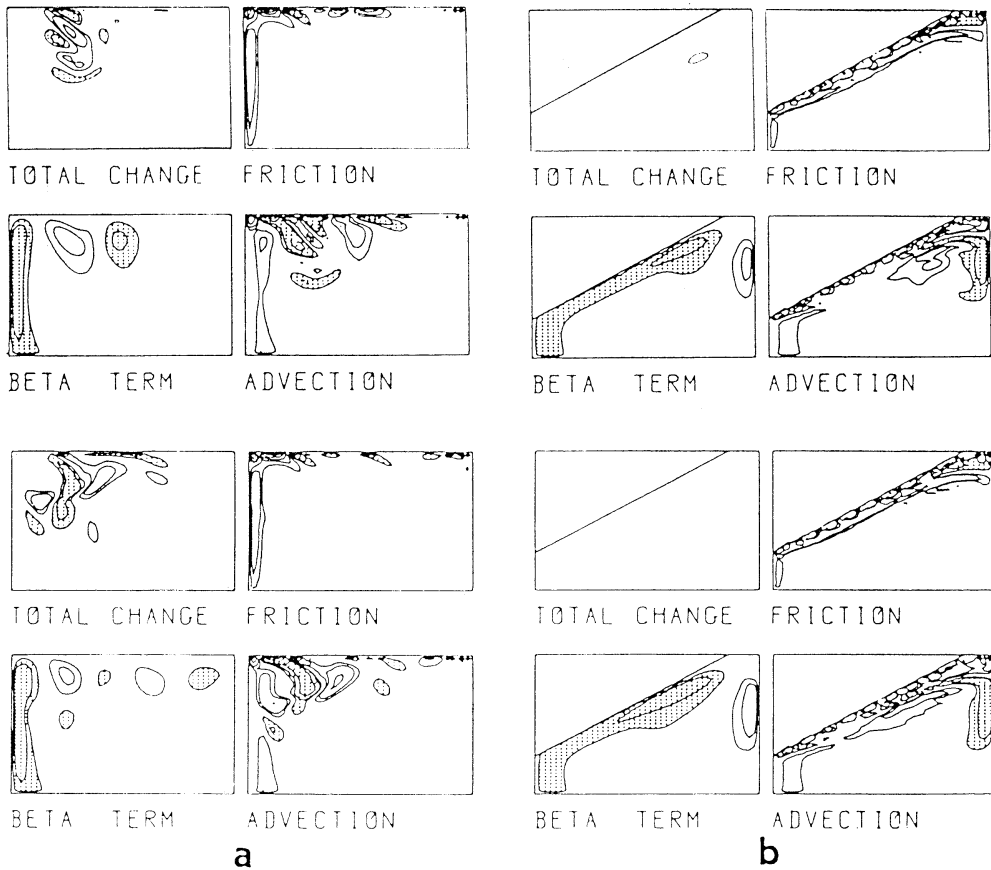 TOTAL CHANGE FRICTION TOTAL CHANGE FRICTION
BETA TERM ADVECTION BETA TERM ADVECTION
TOTAL CHANGE FRICTION TOTAL CHANGE FRICTION
BETA TERM ADVECTION BETA TERM ADVECTION
a b